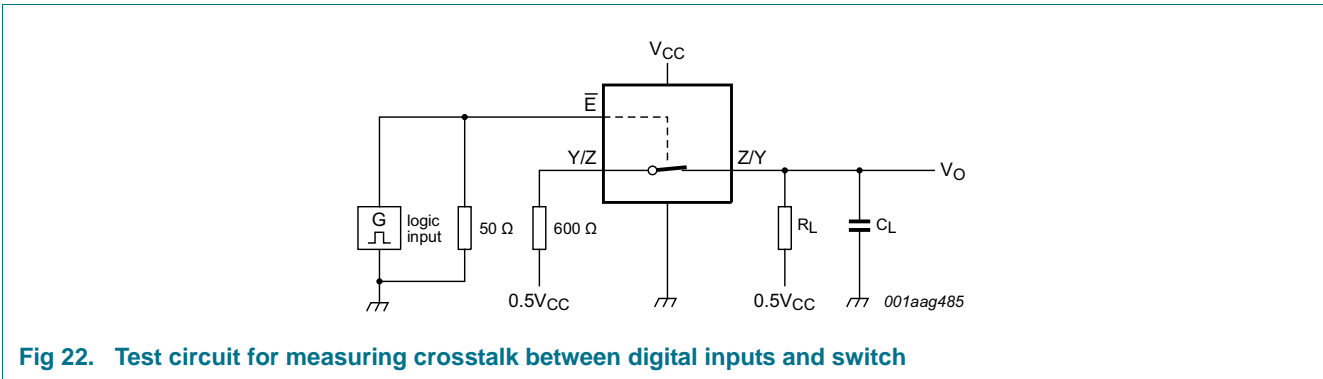 VCC
E̅
Y/Z
Z/Y
VO
G
logic
input
50 Ω
600 Ω
RL
CL
0.5VCC
0.5VCC
001aag485
Fig 22. Test circuit for measuring crosstalk between digital inputs and switch